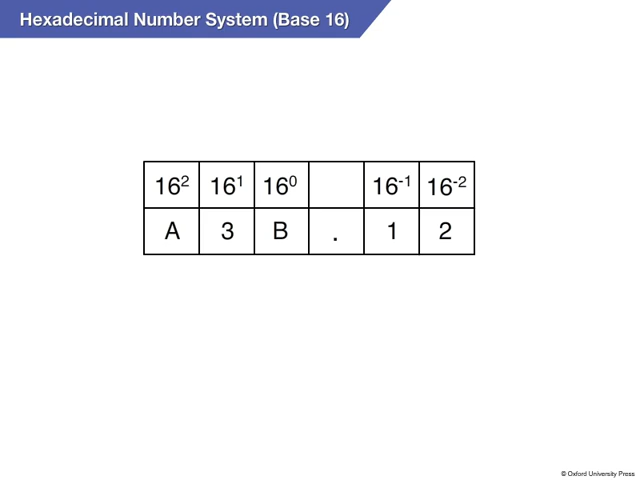 Hexadecimal Number System (Base 16)
16² 16¹ 16⁰ 16⁻¹ 16⁻²
A 3 B . 1 2
© Oxford University Press